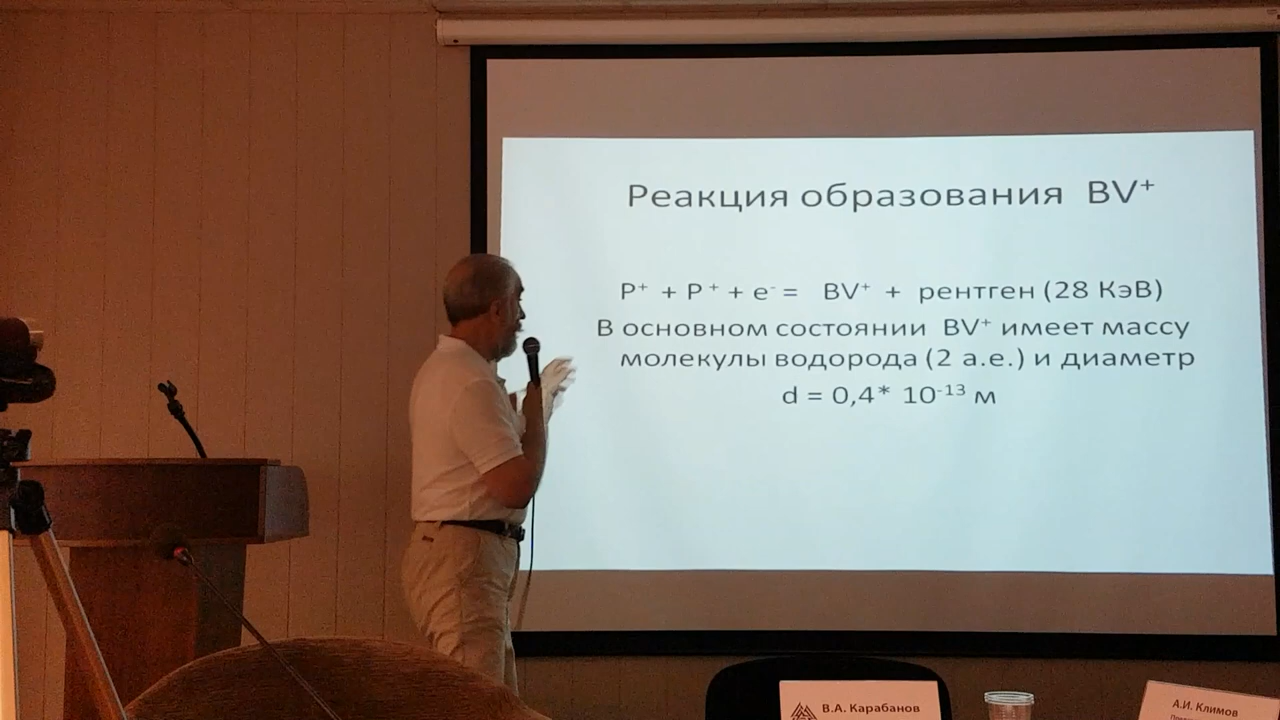 Реакция образования BV⁺
P⁺ + P⁺ + e⁻ = BV⁺ + рентген (28 КэВ)
В основном состоянии BV⁺ имеет массу
молекулы водорода (2 а.е.) и диаметр
d = 0,4* 10⁻¹³ м
В.А. Карабанов
А.И. Климов